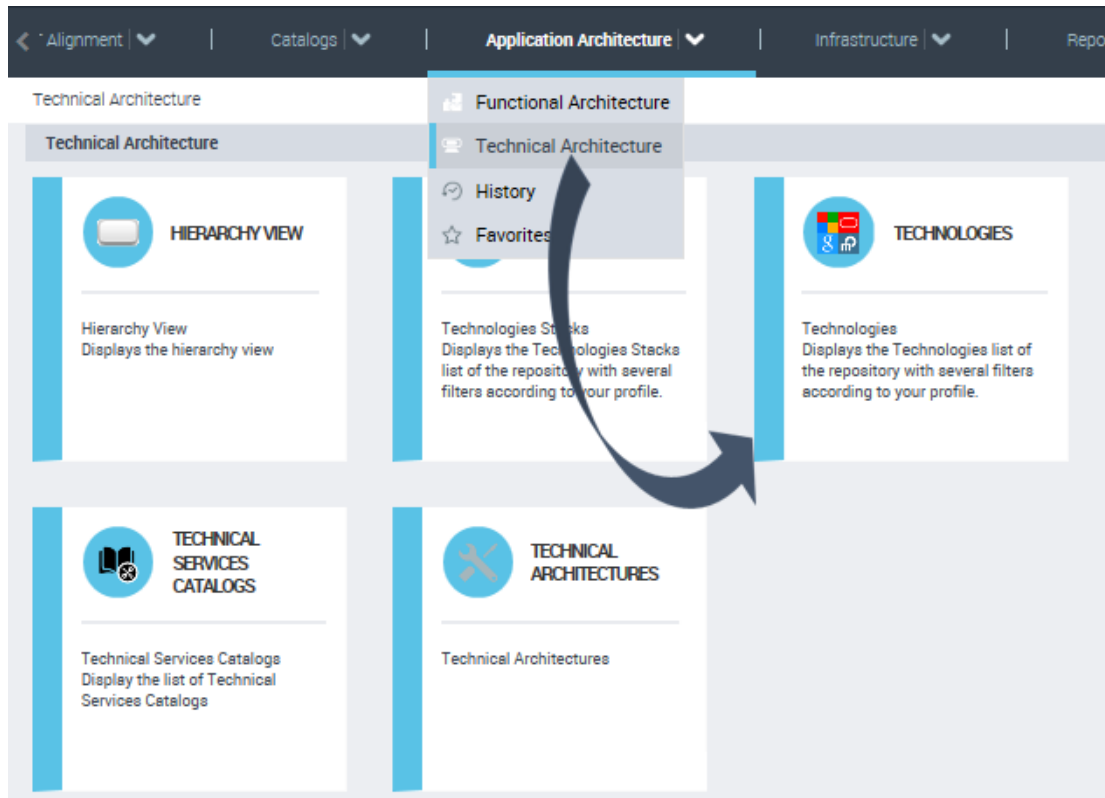 Alignment
Catalogs
Application Architecture
Infrastructure
Repo
Technical Architecture
Functional Architecture
Technical Architecture
Technical Architecture
History
Favorites
HIERARCHY VIEW
TECHNOLOGIES
Hierarchy View
Displays the hierarchy view
Technologies Stacks
Displays the Technologies Stacks
list of the repository with several
filters according to your profile.
Technologies
Displays the Technologies list of
the repository with several filters
according to your profile.
TECHNICAL
SERVICES
CATALOGS
TECHNICAL
ARCHITECTURES
Technical Services Catalogs
Display the list of Technical
Services Catalogs
Technical Architectures